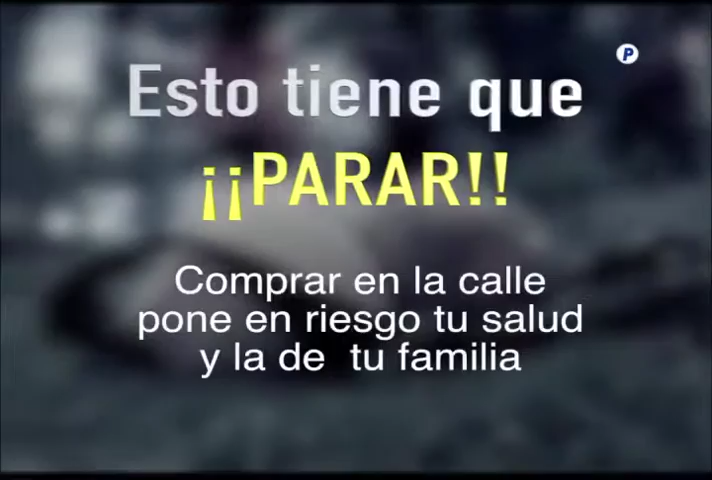 P
Esto tiene que
¡¡PARAR!!
Comprar en la calle
pone en riesgo tu salud
y la de  tu familia